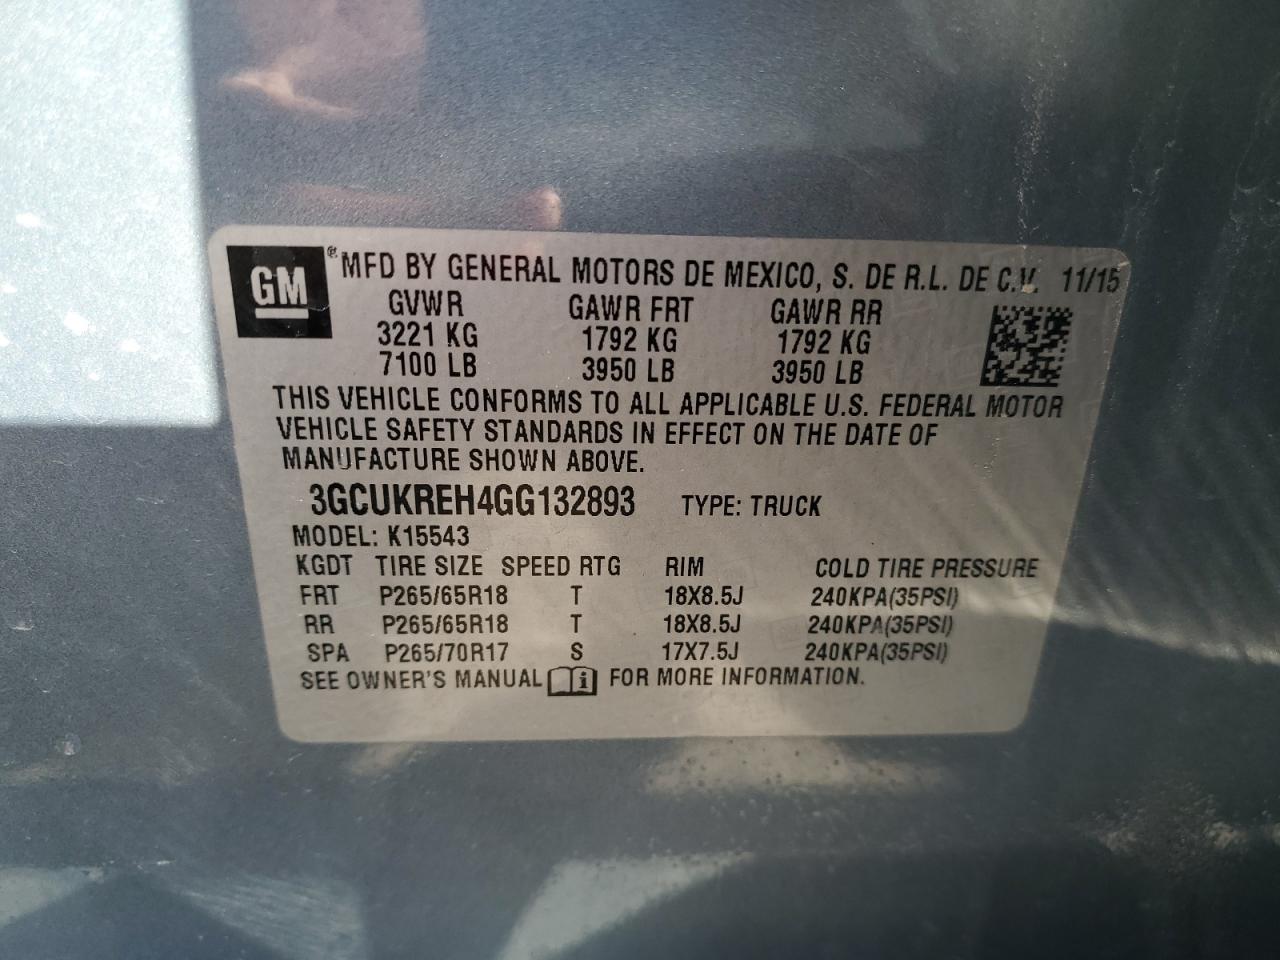 GM ® MFD BY GENERAL MOTORS DE MEXICO, S. DE R.L. DE C.V. 11/15
GVWR GAWR FRT GAWR RR
3221 KG 1792 KG 1792 KG
7100 LB 3950 LB 3950 LB
THIS VEHICLE CONFORMS TO ALL APPLICABLE U.S. FEDERAL MOTOR
VEHICLE SAFETY STANDARDS IN EFFECT ON THE DATE OF
MANUFACTURE SHOWN ABOVE.
3GCUKREH4GG132893 TYPE: TRUCK
MODEL: K15543
KGDT TIRE SIZE SPEED RTG RIM COLD TIRE PRESSURE
FRT P265/65R18 T 18X8.5J 240KPA(35PSI)
RR P265/65R18 T 18X8.5J 240KPA(35PSI)
SPA P265/70R17 S 17X7.5J 240KPA(35PSI)
SEE OWNER'S MANUAL i FOR MORE INFORMATION.